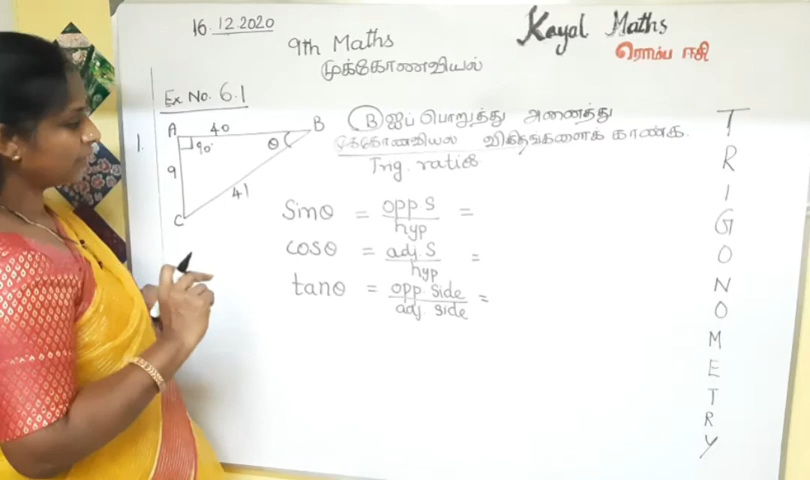 16.12.2020
Kayal Maths
ரொம்ப ஈசி
9th Maths
முக்கோணவியல்
Ex No. 6.1
1.
A 40 B
90° θ
9
41
C
Ⓑ ஐப் பொறுத்து அனைத்து
முக்கோணவியல் விகிதங்களைக் காண்க.
Trig. ratios
Sinθ = opp S / hyp =
cosθ = adj S / hyp =
tanθ = opp. side / adj. side =
T
R
I
G
O
N
O
M
E
T
R
Y